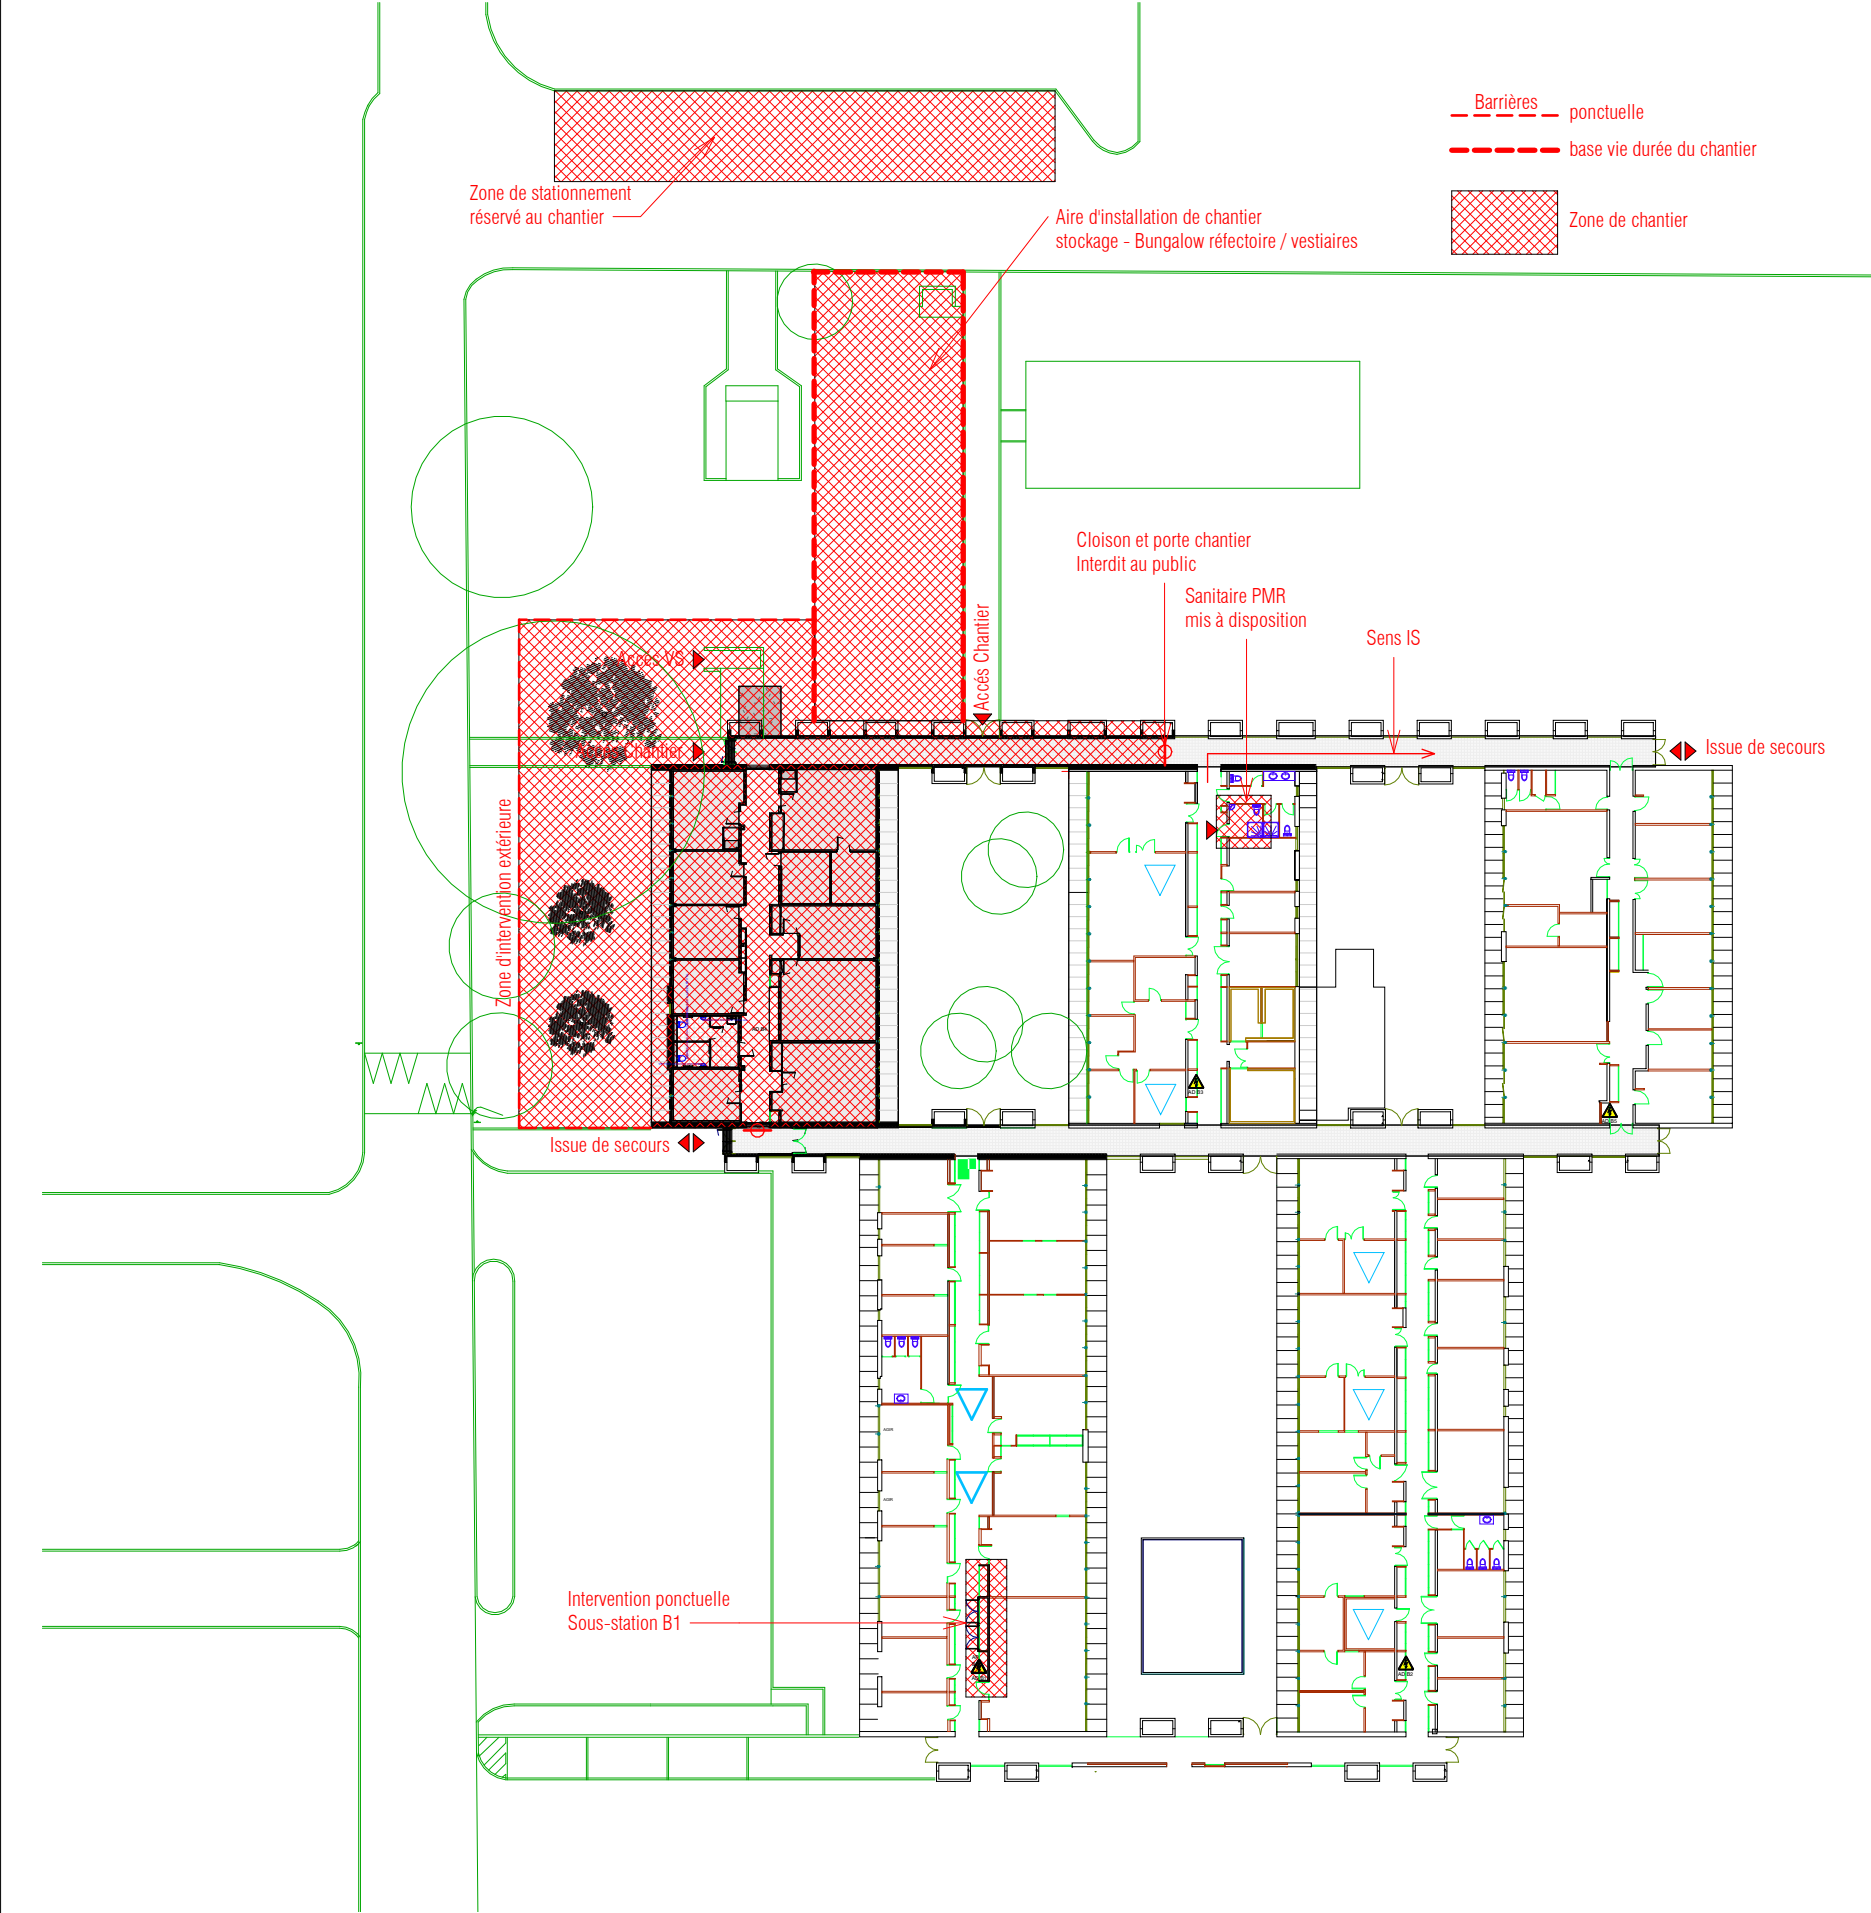 Barrières
ponctuelle
base vie durée du chantier
Zone de chantier
Zone de stationnement
réservé au chantier
Aire d'installation de chantier
stockage - Bungalow réfectoire / vestiaires
Cloison et porte chantier
Interdit au public
Sanitaire PMR
mis à disposition
Sens IS
Accés Chantier
Accès VS
Accés Chantier
Issue de secours
Zone d'intervention extérieure
Issue de secours
Intervention ponctuelle
Sous-station B1